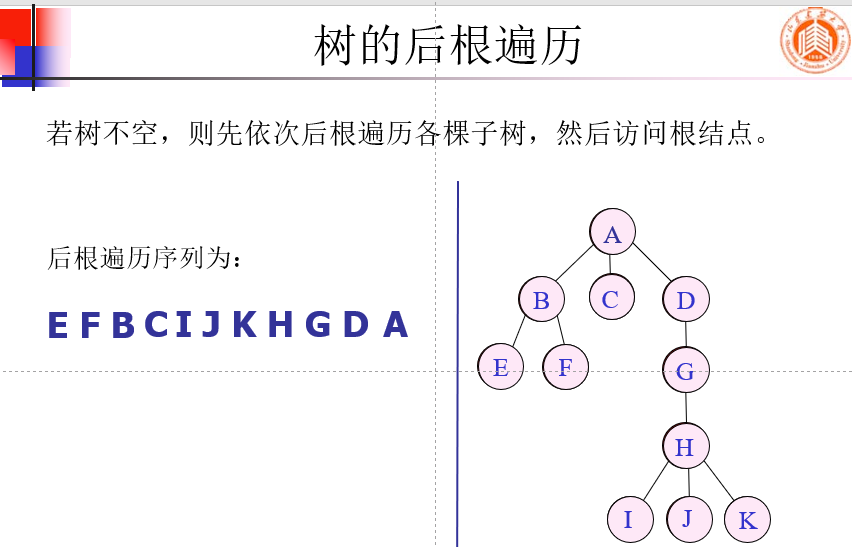 树的后根遍历
若树不空，则先依次后根遍历各棵子树，然后访问根结点。
后根遍历序列为：
E F B C I J K H G D A
A
B C D
E F G
H
I J K